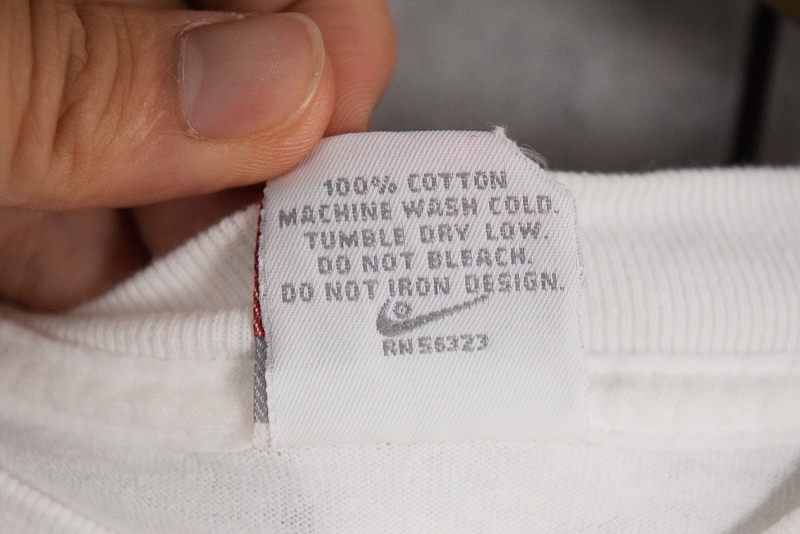 100% COTTON
MACHINE WASH COLD.
TUMBLE DRY LOW.
DO NOT BLEACH.
DO NOT IRON DESIGN.
RN 56323